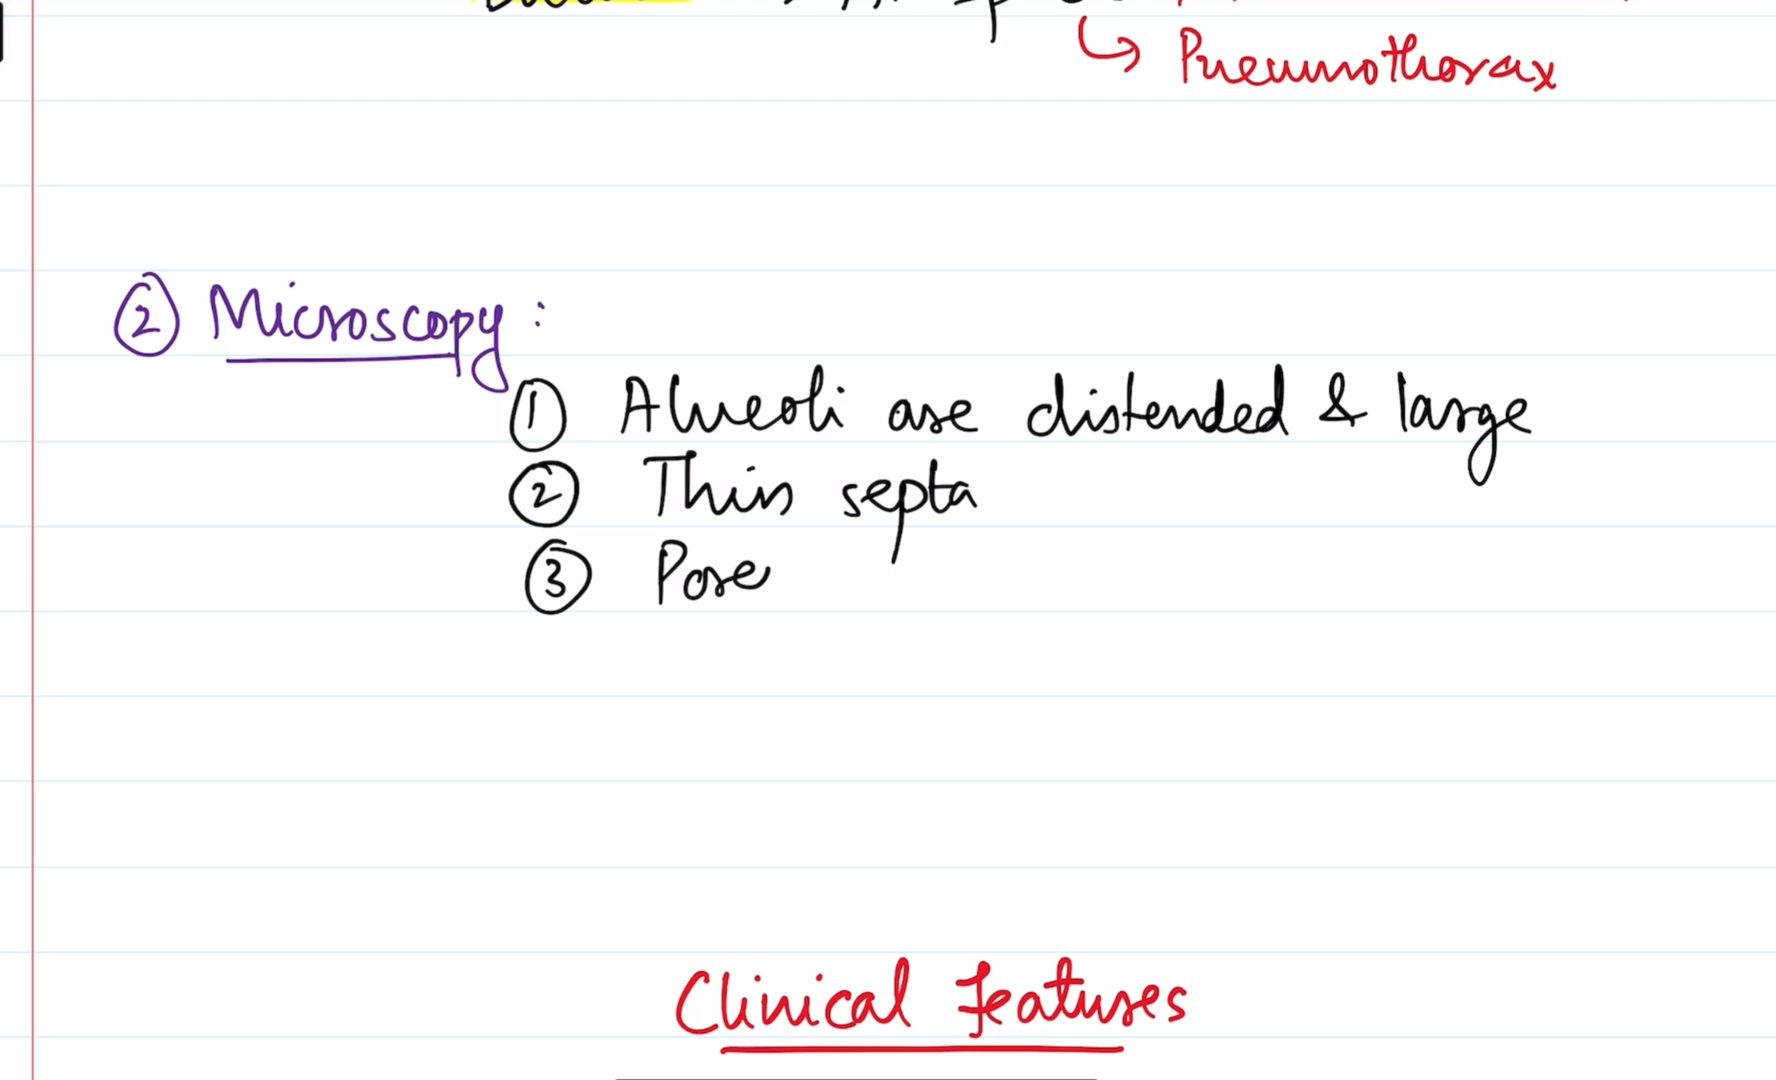 Pneumothorax
② Microscopy :
① Alveoli are distended & large
② Thin septa
③ Pore
Clinical features